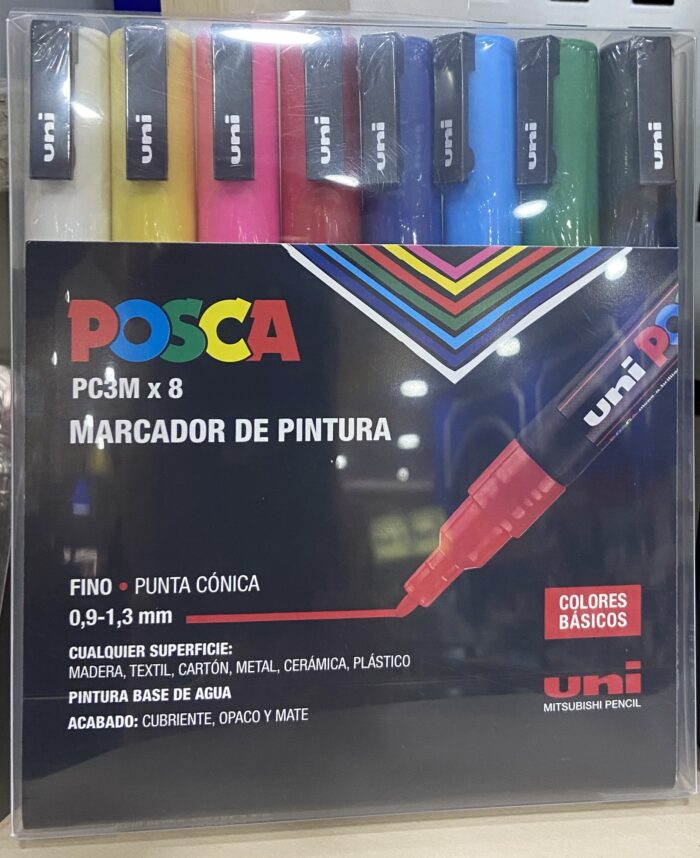 uni
uni
uni
uni
uni
uni
uni
uni
POSCA
PC3M x 8
MARCADOR DE PINTURA
uni PO
FINO • PUNTA CÓNICA
0,9-1,3 mm
COLORES
BÁSICOS
CUALQUIER SUPERFICIE:
MADERA, TEXTIL, CARTÓN, METAL, CERÁMICA, PLÁSTICO
PINTURA BASE DE AGUA
ACABADO: CUBRIENTE, OPACO Y MATE
uni
MITSUBISHI PENCIL